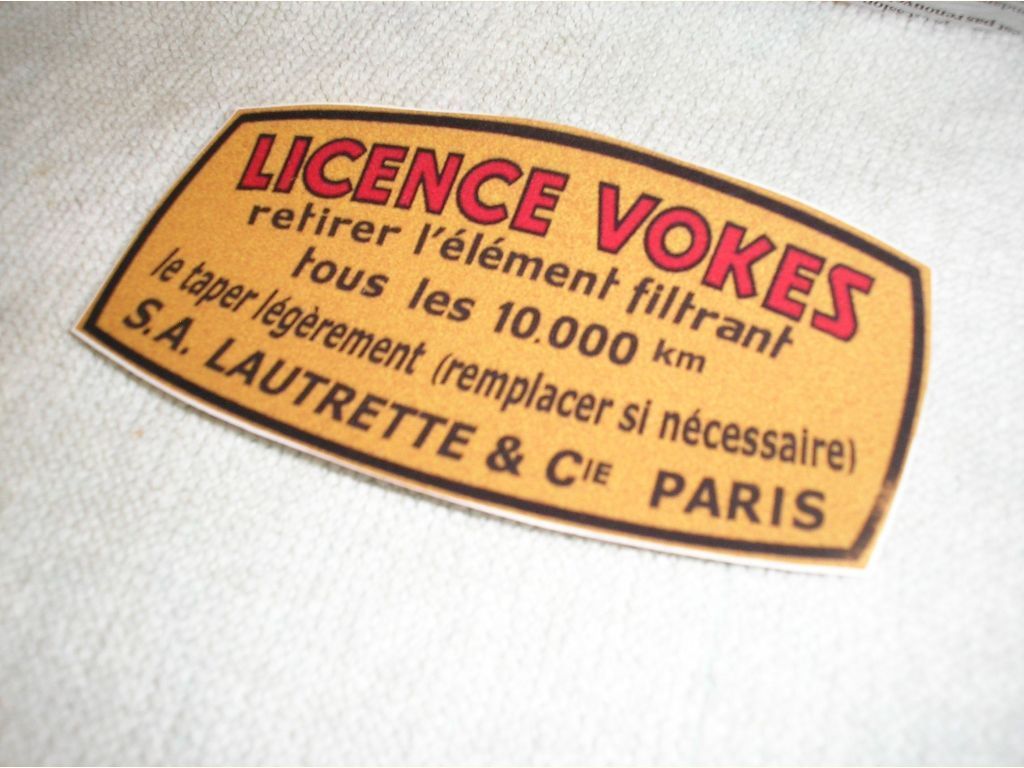 LICENCE VOKES
retirer l'élément filtrant
tous les 10.000 km
le taper légèrement (remplacer si nécessaire)
S.A. LAUTRETTE & CIE PARIS